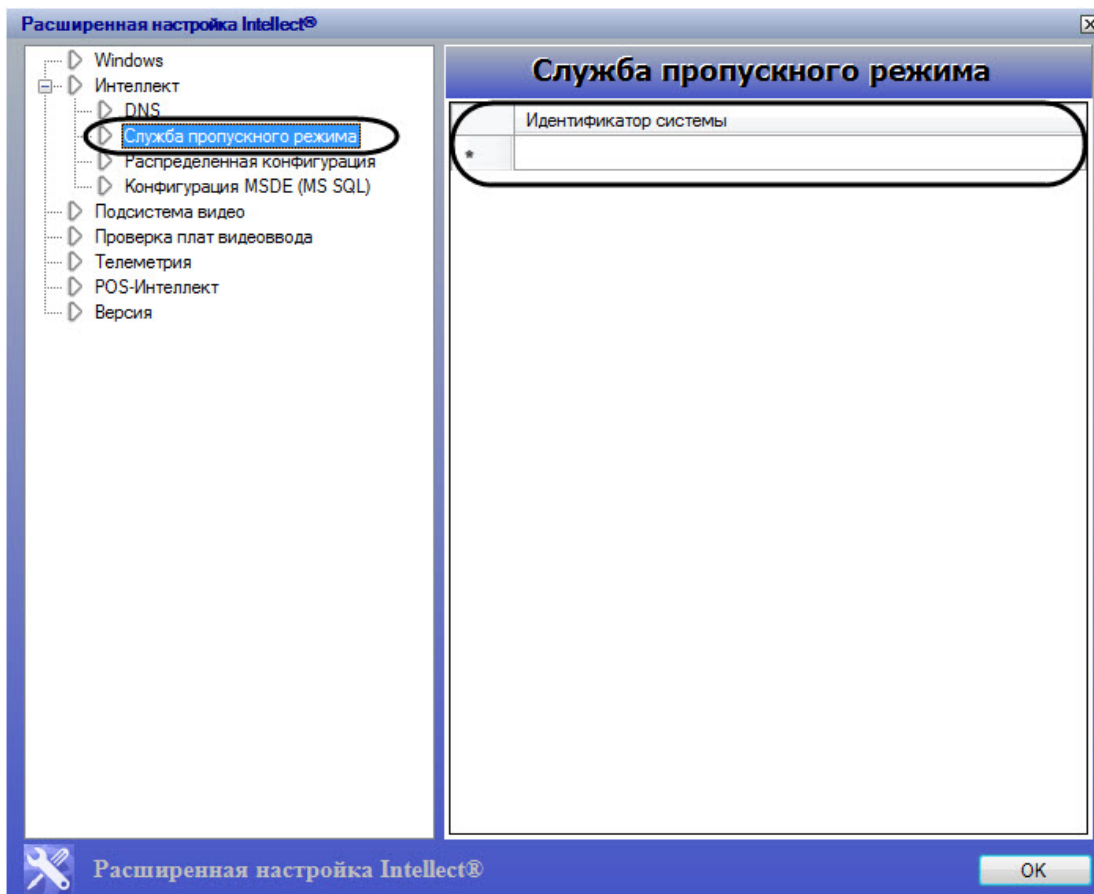 Расширенная настройка Intellect®
Windows
Интеллект
DNS
Служба пропускного режима
Распределенная конфигурация
Конфигурация MSDE (MS SQL)
Подсистема видео
Проверка плат видеоввода
Телеметрия
POS-Интеллект
Версия
Служба пропускного режима
Идентификатор системы
*
Расширенная настройка Intellect®
OK